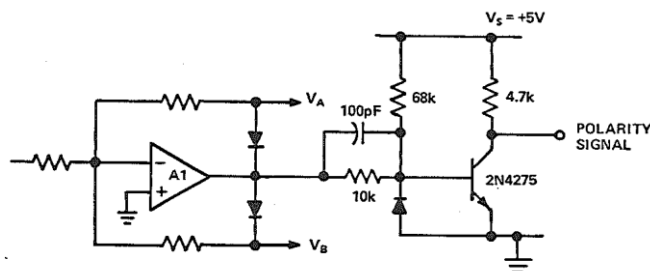 V_S = +5V
V_A
100pF
68k
4.7k
POLARITY
SIGNAL
−
A1
+
10k
2N4275
V_B